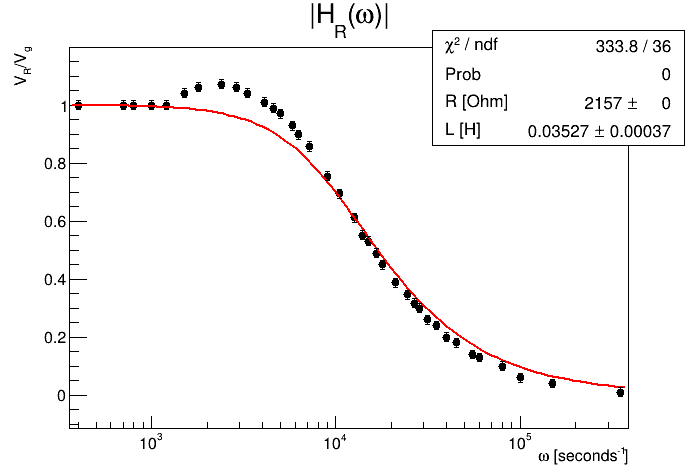 |H_R(ω)|
χ² / ndf 333.8 / 36
Prob 0
R [Ohm] 2157 ± 0
L [H] 0.03527 ± 0.00037
V_R/V_g
1
0.8
0.6
0.4
0.2
0
10³ 10⁴ 10⁵
ω [seconds⁻¹]